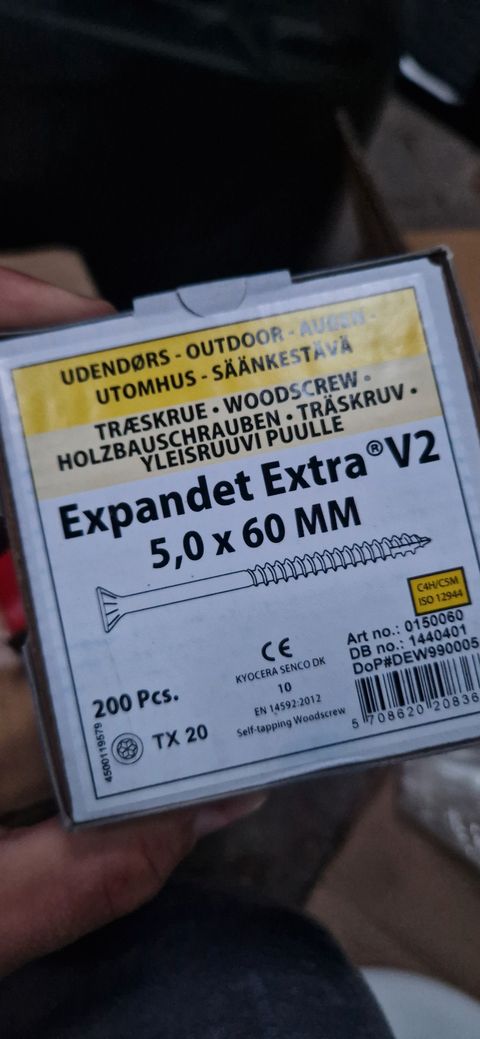 UDENDØRS - OUTDOOR - AUßEN -
UTOMHUS - SÄÄNKESTÄVÄ
TRÆSKRUE • WOODSCREW •
HOLZBAUSCHRAUBEN • TRÄSKRUV •
YLEISRUUVI PUULLE
Expandet Extra® V2
5,0 x 60 MM
C4H/C5M
ISO 12944
CE
KYOCERA SENCO DK
10
EN 14592:2012
Self-tapping Woodscrew
Art no.: 0150060
DB no.: 1440401
DoP#DEW990005
5 708620 20836
200 Pcs.
TX 20
4500119579